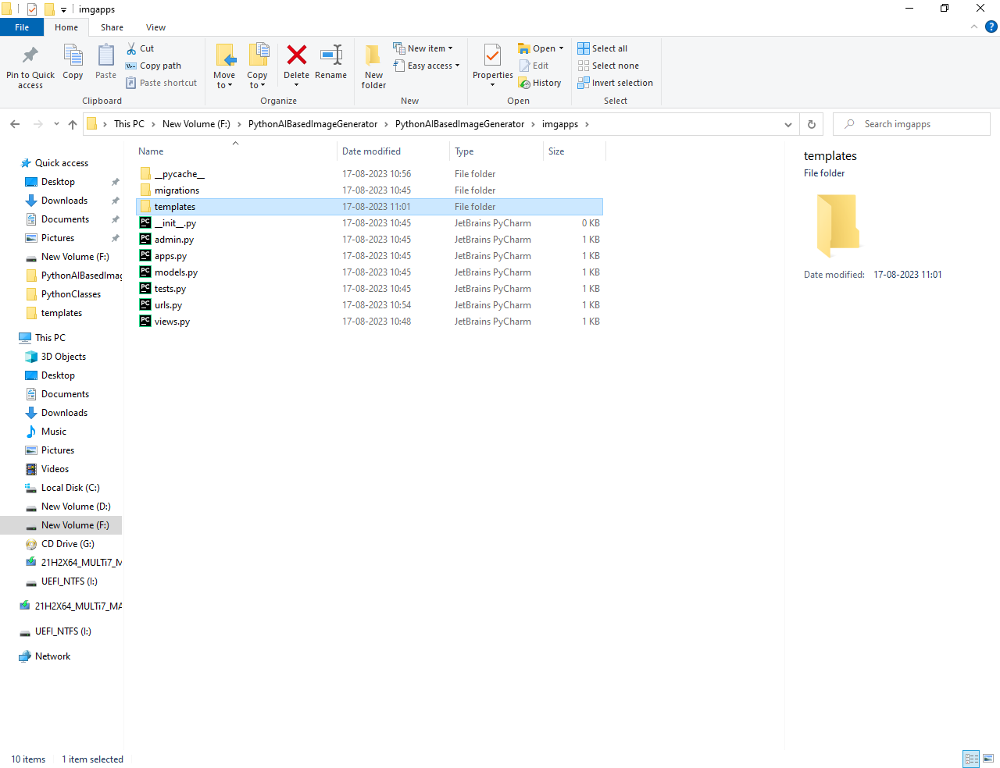 imgapps
File Home Share View
Pin to Quick access
Copy
Paste
Cut
Copy path
Paste shortcut
Clipboard
Move to
Copy to
Delete
Rename
Organize
New folder
New item
Easy access
New
Properties
Open
Edit
History
Open
Select all
Select none
Invert selection
Select
This PC New Volume (F:) PythonAIBasedImageGenerator PythonAIBasedImageGenerator imgapps
Search imgapps
Quick access
Desktop
Downloads
Documents
Pictures
New Volume (F:)
PythonAIBasedImag
PythonClasses
templates
This PC
3D Objects
Desktop
Documents
Downloads
Music
Pictures
Videos
Local Disk (C:)
New Volume (D:)
New Volume (F:)
CD Drive (G:)
21H2X64_MULTi7_M
UEFI_NTFS (I:)
21H2X64_MULTi7_MA
UEFI_NTFS (I:)
Network
Name Date modified Type Size
__pycache__ 17-08-2023 10:56 File folder
migrations 17-08-2023 10:45 File folder
templates 17-08-2023 11:01 File folder
PC __init__.py 17-08-2023 10:45 JetBrains PyCharm 0 KB
PC admin.py 17-08-2023 10:45 JetBrains PyCharm 1 KB
PC apps.py 17-08-2023 10:45 JetBrains PyCharm 1 KB
PC models.py 17-08-2023 10:45 JetBrains PyCharm 1 KB
PC tests.py 17-08-2023 10:45 JetBrains PyCharm 1 KB
PC urls.py 17-08-2023 10:54 JetBrains PyCharm 1 KB
PC views.py 17-08-2023 10:48 JetBrains PyCharm 1 KB
templates
File folder
Date modified: 17-08-2023 11:01
10 items 1 item selected